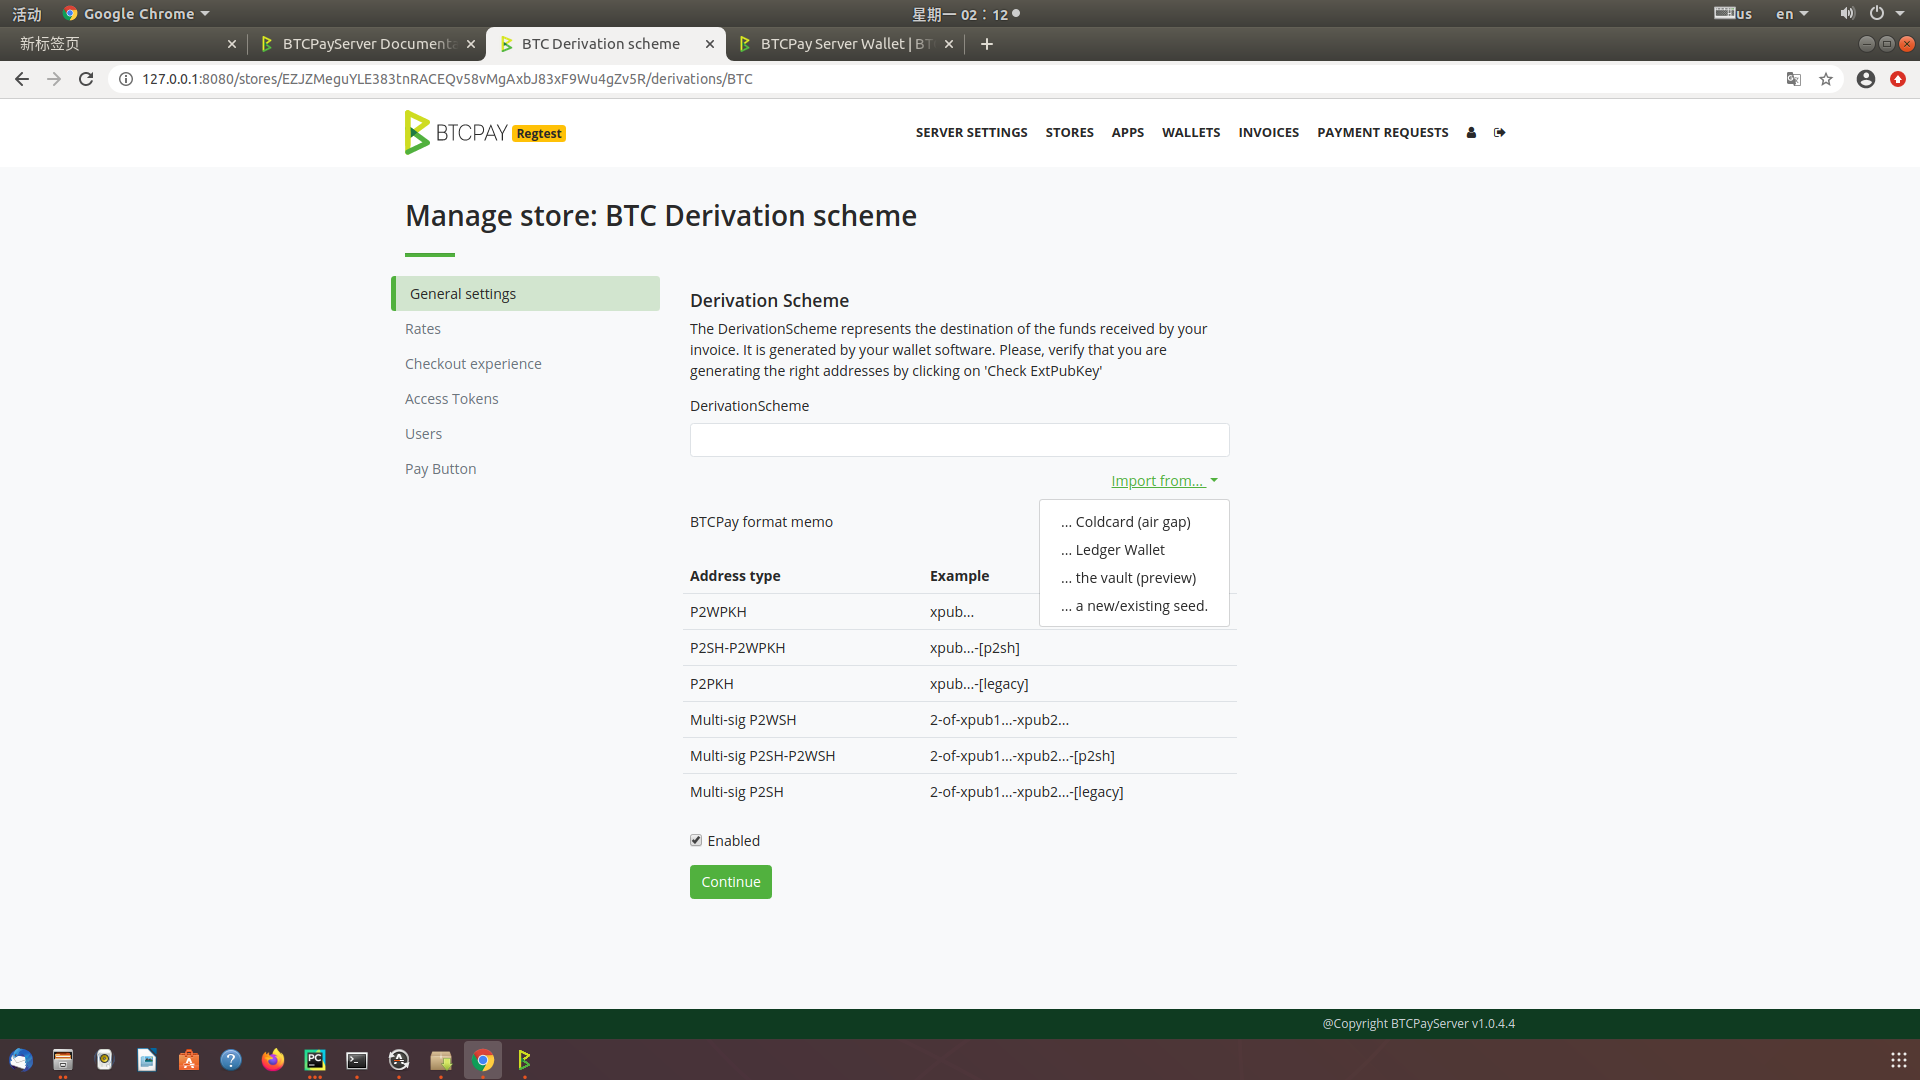 活动
Google Chrome
星期一 02：12
us
en
新标签页
BTCPayServer Documenta
BTC Derivation scheme
BTCPay Server Wallet | BT
127.0.0.1:8080/stores/EZJZMeguYLE383tnRACEQv58vMgAxbJ83xF9Wu4gZv5R/derivations/BTC
BTCPAY Regtest
SERVER SETTINGS
STORES
APPS
WALLETS
INVOICES
PAYMENT REQUESTS
Manage store: BTC Derivation scheme
General settings
Rates
Checkout experience
Access Tokens
Users
Pay Button
Derivation Scheme
The DerivationScheme represents the destination of the funds received by your
invoice. It is generated by your wallet software. Please, verify that you are
generating the right addresses by clicking on 'Check ExtPubKey'
DerivationScheme
Import from...
... Coldcard (air gap)
... Ledger Wallet
... the vault (preview)
... a new/existing seed.
BTCPay format memo
Address type Example
P2WPKH xpub...
P2SH-P2WPKH xpub...-[p2sh]
P2PKH xpub...-[legacy]
Multi-sig P2WSH 2-of-xpub1...-xpub2...
Multi-sig P2SH-P2WSH 2-of-xpub1...-xpub2...-[p2sh]
Multi-sig P2SH 2-of-xpub1...-xpub2...-[legacy]
Enabled
Continue
@Copyright BTCPayServer v1.0.4.4
PC